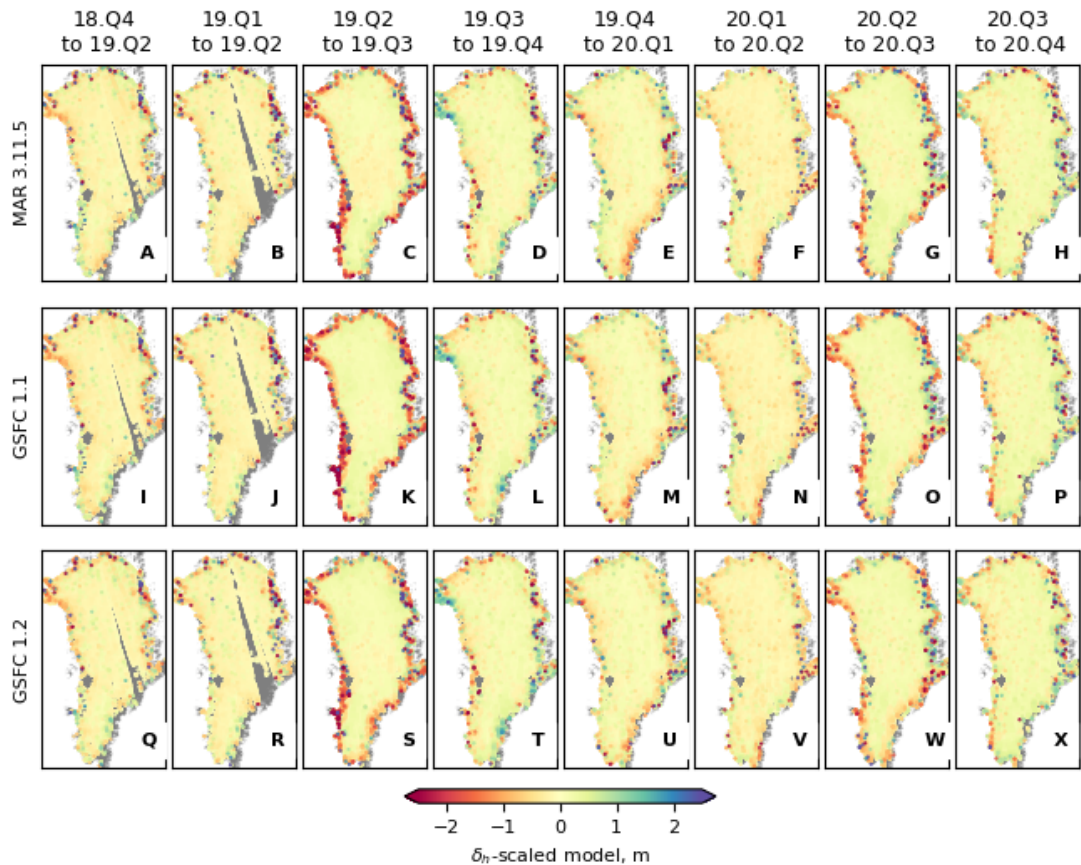 18.Q4 19.Q1 19.Q2 19.Q3 19.Q4 20.Q1 20.Q2 20.Q3
to 19.Q2 to 19.Q2 to 19.Q3 to 19.Q4 to 20.Q1 to 20.Q2 to 20.Q3 to 20.Q4
MAR 3.11.5
A B C D E F G H
GSFC 1.1
I J K L M N O P
GSFC 1.2
Q R S T U V W X
−2 −1 0 1 2
δh-scaled model, m